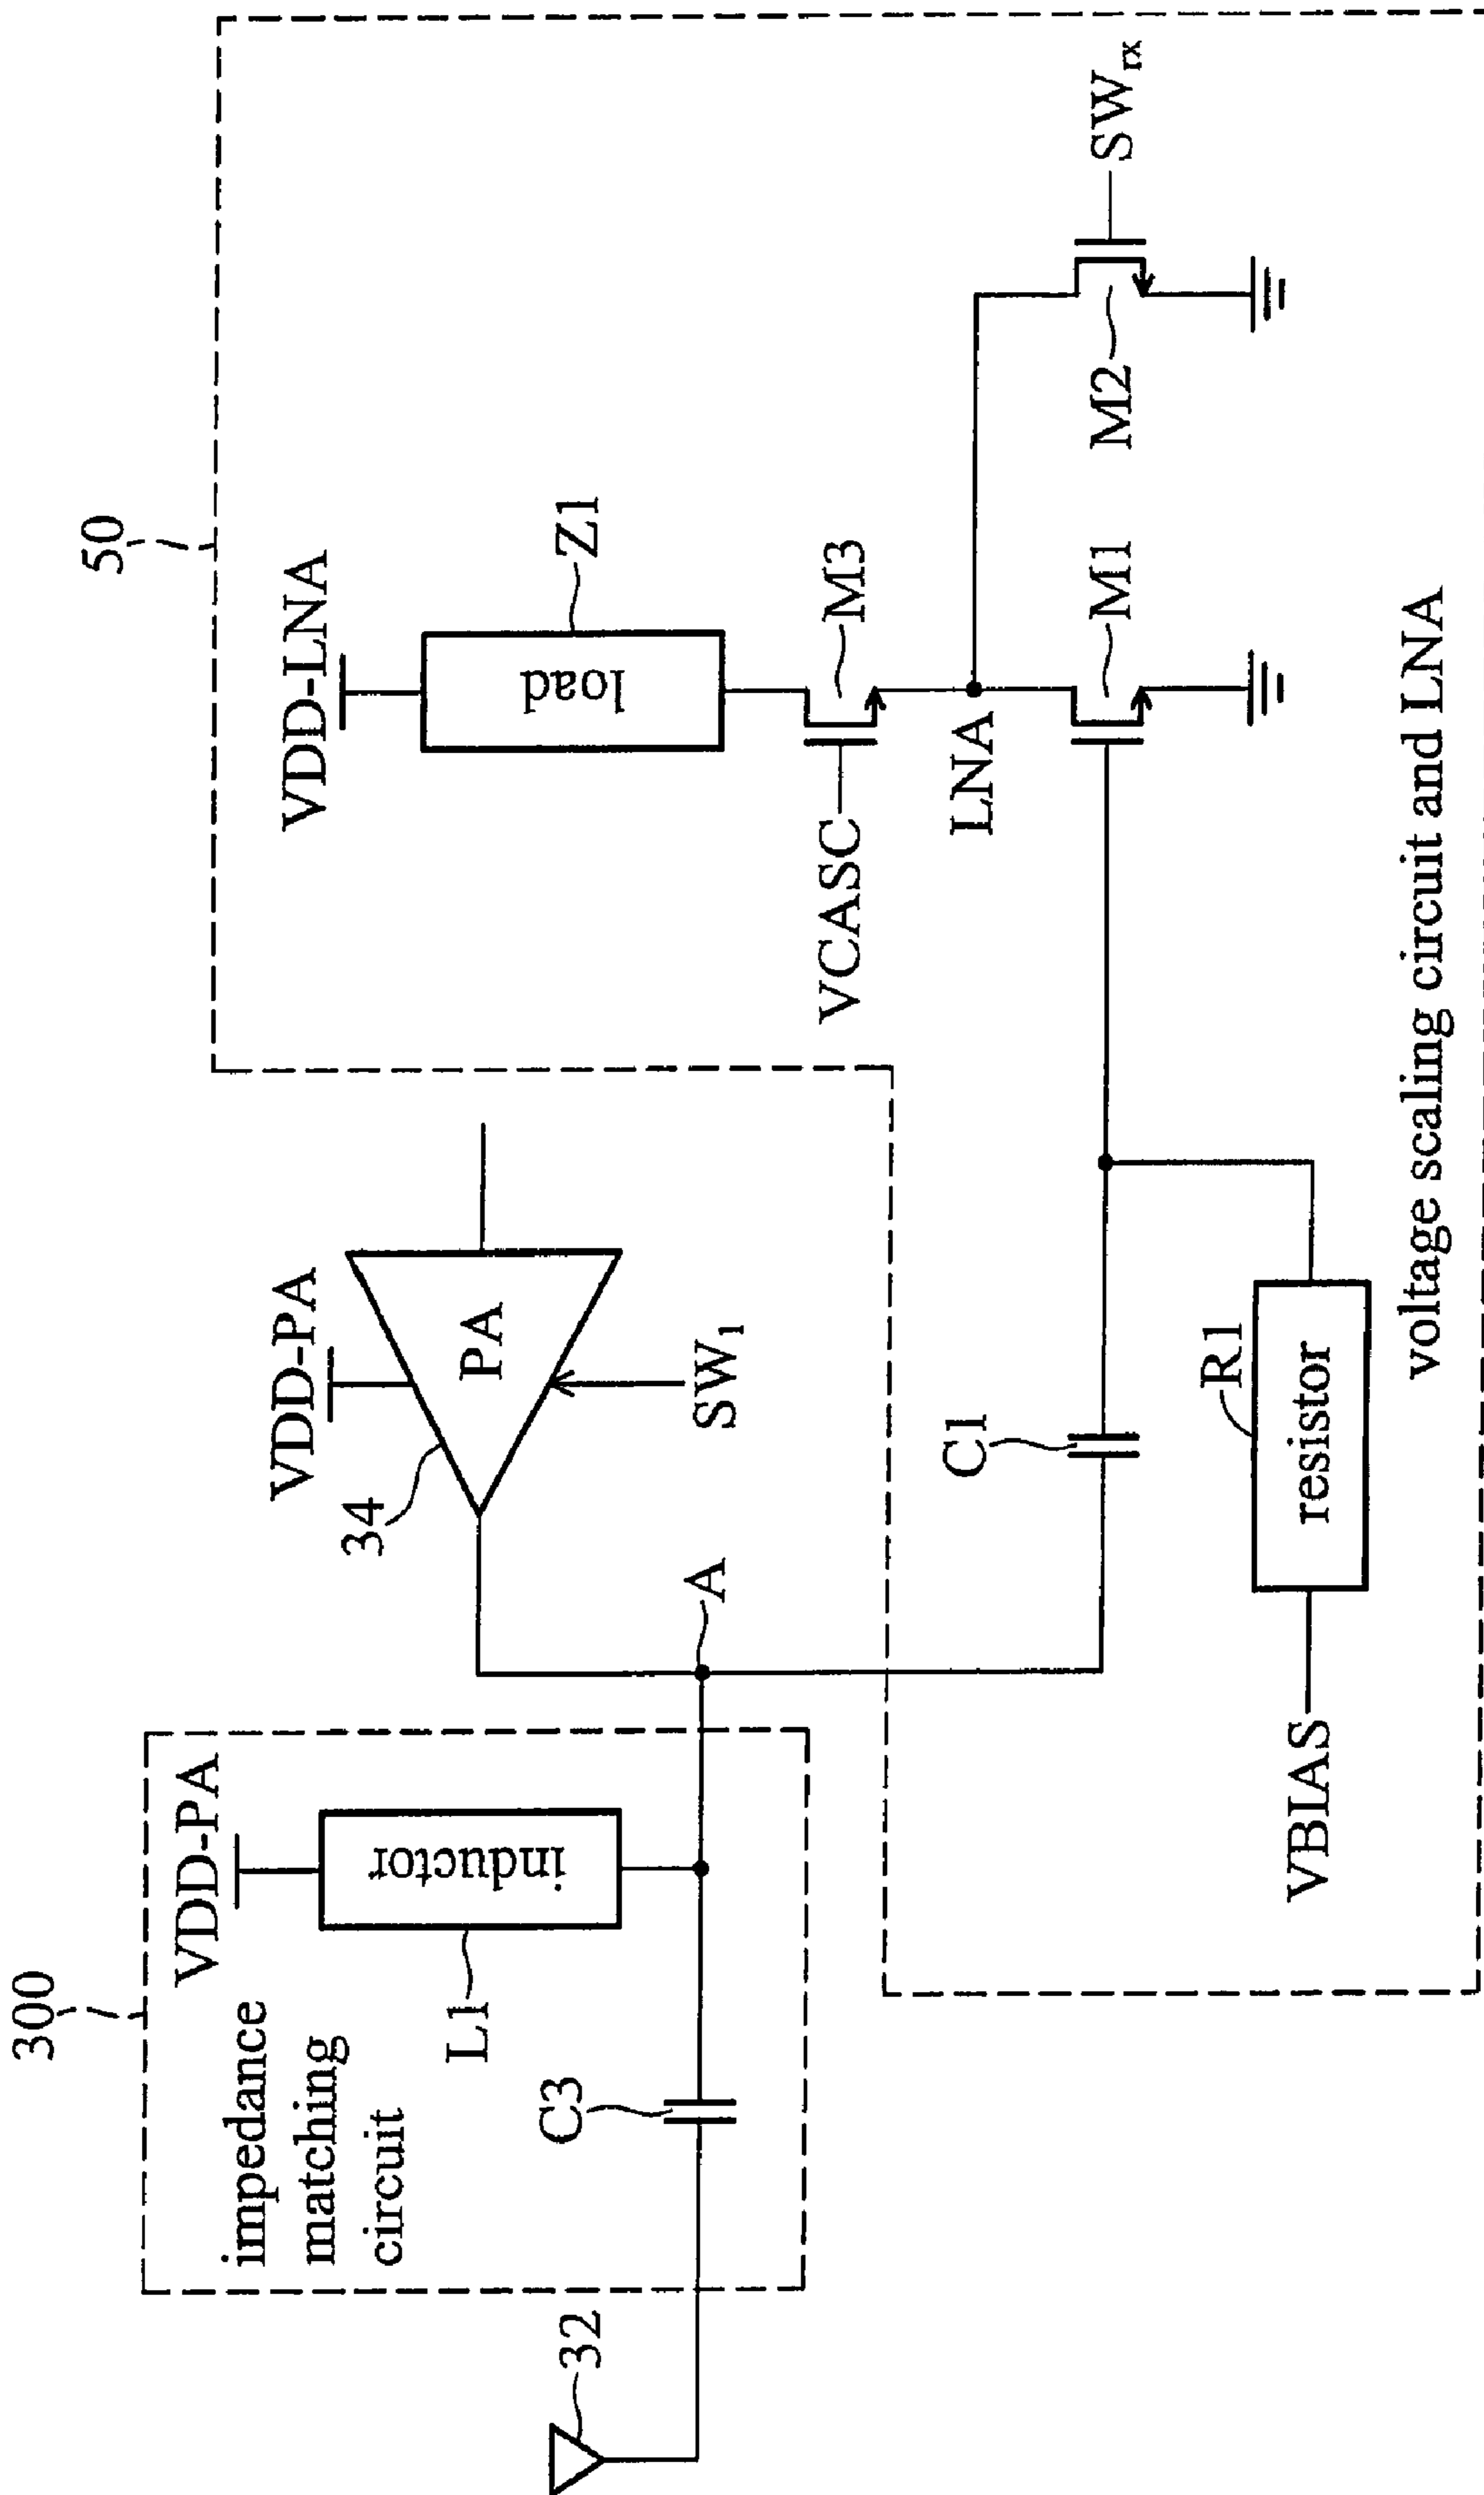 300
impedance
matching
circuit
VDD-PA
L1
inductor
C3
32
A
34
VDD-PA
PA
SW1
50
VDD-LNA
load
Z1
VCASC
M3
LNA
M1
M2
SWrx
C1
R1
resistor
VBIAS
voltage scaling circuit and LNA